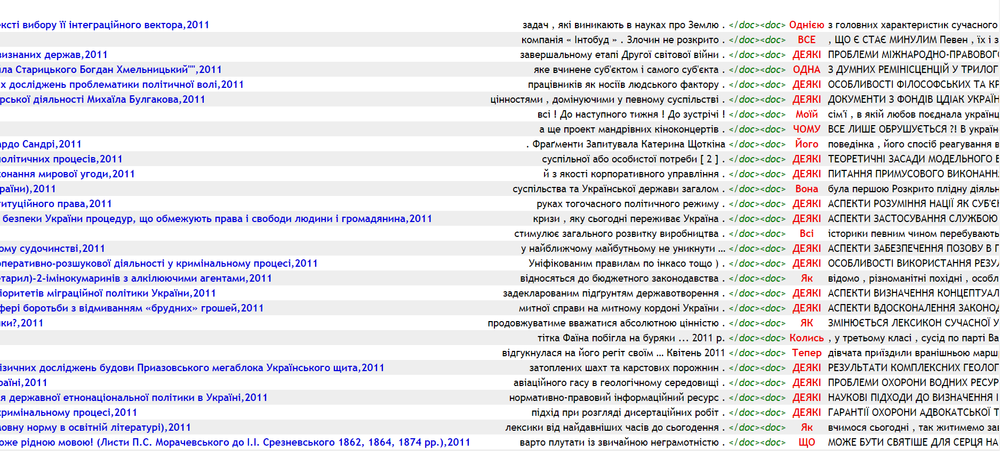 ексті вибору її інтеграційного вектора,2011 задач , які виникають в науках про Землю . </doc><doc> Однією з головних характеристик сучасного
компанія « Інтобуд » . Злочин не розкрито . </doc><doc> ВСЕ , ЩО Є СТАЄ МИНУЛИМ Певен , їх і з
визнаних держав,2011 завершальному етапі Другої світової війни . </doc><doc> ДЕЯКІ ПРОБЛЕМИ МІЖНАРОДНО-ПРАВОВОГО
йла Старицького Богдан Хмельницький"",2011 яке вчинене суб'єктом і самого суб'єкта . </doc><doc> ОДНА З ДУМНИХ РЕМІНІСЦЕНЦІЙ У ТРИЛОГ
х досліджень проблематики політичної волі,2011 працівників як носіїв людського фактору . </doc><doc> ДЕЯКІ ОСОБЛИВОСТІ ФІЛОСОФСЬКИХ ТА КР
рської діяльності Михаїла Булгакова,2011 цінностями , домінуючими у певному суспільстві . </doc><doc> ДЕЯКІ ДОКУМЕНТИ З ФОНДІВ ЦДІАК УКРАЇН
всі ! До наступного тижня ! До зустрічі ! </doc><doc> Моїй сім'ї , в якій любов поєднала українц
а ще проект мандрівних кіноконцертів . </doc><doc> ЧОМУ ВСЕ ЛИШЕ ОБРУШУЄТЬСЯ ?! В україн
ардо Сандрі,2011 . Фраґменти Запитувала Катерина Щоткіна </doc><doc> Його поведінка , його спосіб реагування в
політичних процесів,2011 суспільної або особистої потреби [ 2 ] . </doc><doc> ДЕЯКІ ТЕОРЕТИЧНІ ЗАСАДИ МОДЕЛЬНОГО В
конання мирової угоди,2011 й з якості корпоративного управління . </doc><doc> ДЕЯКІ ПИТАННЯ ПРИМУСОВОГО ВИКОНАННЯ
раїни),2011 суспільства та Української держави загалом . </doc><doc> Вона була першою Розкрито плідну діяльн
титуційного права,2011 руках тогочасного політичного режиму . </doc><doc> ДЕЯКІ АСПЕКТИ РОЗУМІННЯ НАЦІЇ ЯК СУБ'ЄК
безпеки України процедур, що обмежують права і свободи людини і громадянина,2011 кризи , яку сьогодні переживає Україна . </doc><doc> ДЕЯКІ АСПЕКТИ ЗАСТОСУВАННЯ СЛУЖБОЮ
стимулює загального розвитку виробництва . </doc><doc> Всі історики певним чином перебувають
ому судочинстві,2011 у найближчому майбутньому не уникнути ... </doc><doc> ДЕЯКІ АСПЕКТИ ЗАБЕЗПЕЧЕННЯ ПОЗОВУ В Г
оперативно-розшукової діяльності у кримінальному процесі,2011 Уніфікованим правилам по інкасо тощо ) . </doc><doc> ДЕЯКІ ОСОБЛИВОСТІ ВИКОРИСТАННЯ РЕЗУЛ
етарил)-2-імінокумаринів з алкілюючими агентами,2011 відносяться до бюджетного законодавства . </doc><doc> Як відомо , різноманітні похідні , особл
іоритетів міграційної політики України,2011 задекларованим підґрунтям державотворення . </doc><doc> ДЕЯКІ АСПЕКТИ ВИЗНАЧЕННЯ КОНЦЕПТУАЛ
фері боротьби з відмиванням «брудних» грошей,2011 митної справи на митному кордоні України . </doc><doc> ДЕЯКІ АСПЕКТИ ВДОСКОНАЛЕННЯ ЗАКОНОД
іки?,2011 продовжуватиме вважатися абсолютною цінністю . </doc><doc> ЯК ЗМІНЮЄТЬСЯ ЛЕКСИКОН СУЧАСНОЇ У
тітка Фаїна побігла на буряки ... 2011 р. </doc><doc> Колись , у третьому класі , сусід по парті Ва
відгукнулася на його регіт своїм ... Квітень 2011 </doc><doc> Тепер дівчата приїздили вранішньою марш
ізичних досліджень будови Приазовського мегаблока Українського щита,2011 затоплених шахт та карстових порожнин . </doc><doc> ДЕЯКІ РЕЗУЛЬТАТИ КОМПЛЕКСНИХ ГЕОЛОГ
раїні,2011 авіаційного гасу в геологічному середовищі . </doc><doc> ДЕЯКІ ПРОБЛЕМИ ОХОРОНИ ВОДНИХ РЕСУР
я державної етнонаціональної політики в Україні,2011 нормативно-правовий інформаційний ресурс . </doc><doc> ДЕЯКІ НАУКОВІ ПІДХОДИ ДО ВИЗНАЧЕННЯ І
кримінальному процесі,2011 підхід при розгляді дисертаційних робіт . </doc><doc> ДЕЯКІ ГАРАНТІЇ ОХОРОНИ АДВОКАТСЬКОЇ Т
мовну норму в освітній літературі),2011 лексики від найдавніших часів до сьогодення . </doc><doc> Як вчимося сьогодні , так житимемо зав
оже рідною мовою! (Листи П.С. Морачевського до І.І. Срезневського 1862, 1864, 1874 рр.),2011 варто плутати із звичайною неграмотністю . </doc><doc> ЩО МОЖЕ БУТИ СВЯТІШЕ ДЛЯ СЕРЦЯ НА